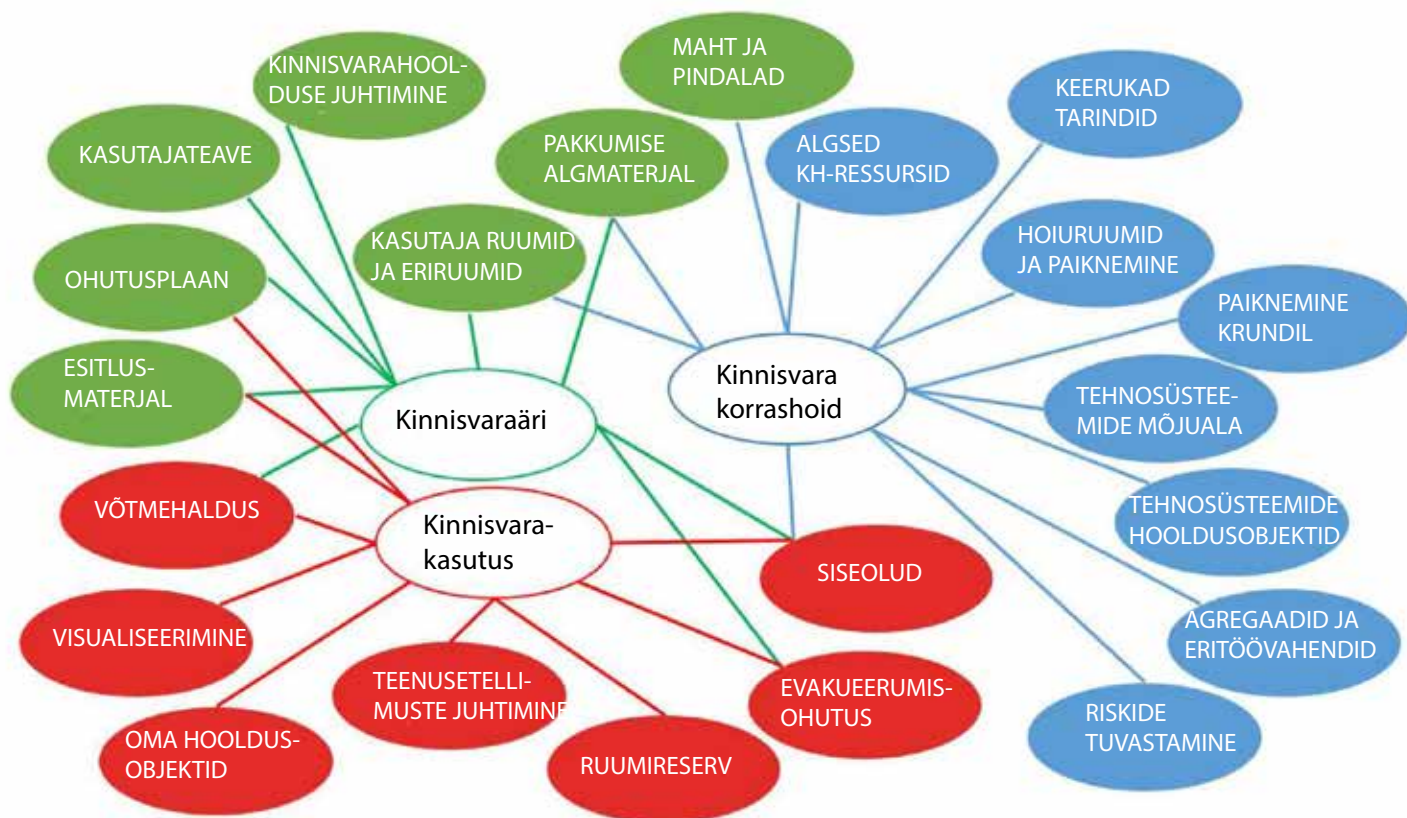 KINNISVARAHOOL-
DUSE JUHTIMINE
MAHT JA
PINDALAD
KEERUKAD
TARINDID
KASUTAJATEAVE
PAKKUMISE
ALGMATERJAL
ALGSED
KH-RESSURSID
KASUTAJA RUUMID
JA ERIRUUMID
HOIURUUMID
JA PAIKNEMINE
OHUTUSPLAAN
PAIKNEMINE
KRUNDIL
ESITLUS-
MATERJAL
Kinnisvaraäri
Kinnisvara
korrashoid
TEHNOSÜSTEE-
MIDE MÕJUALA
VÕTMEHALDUS
Kinnisvara-
kasutus
TEHNOSÜSTEEMIDE
HOOLDUSOBJEKTID
SISEOLUD
VISUALISEERIMINE
AGREGAADID JA
ERITÖÖVAHENDID
TEENUSETELLI-
MUSTE JUHTIMINE
EVAKUEERUMIS-
OHUTUS
OMA HOOLDUS-
OBJEKTID
RUUMIRESERV
RISKIDE
TUVASTAMINE